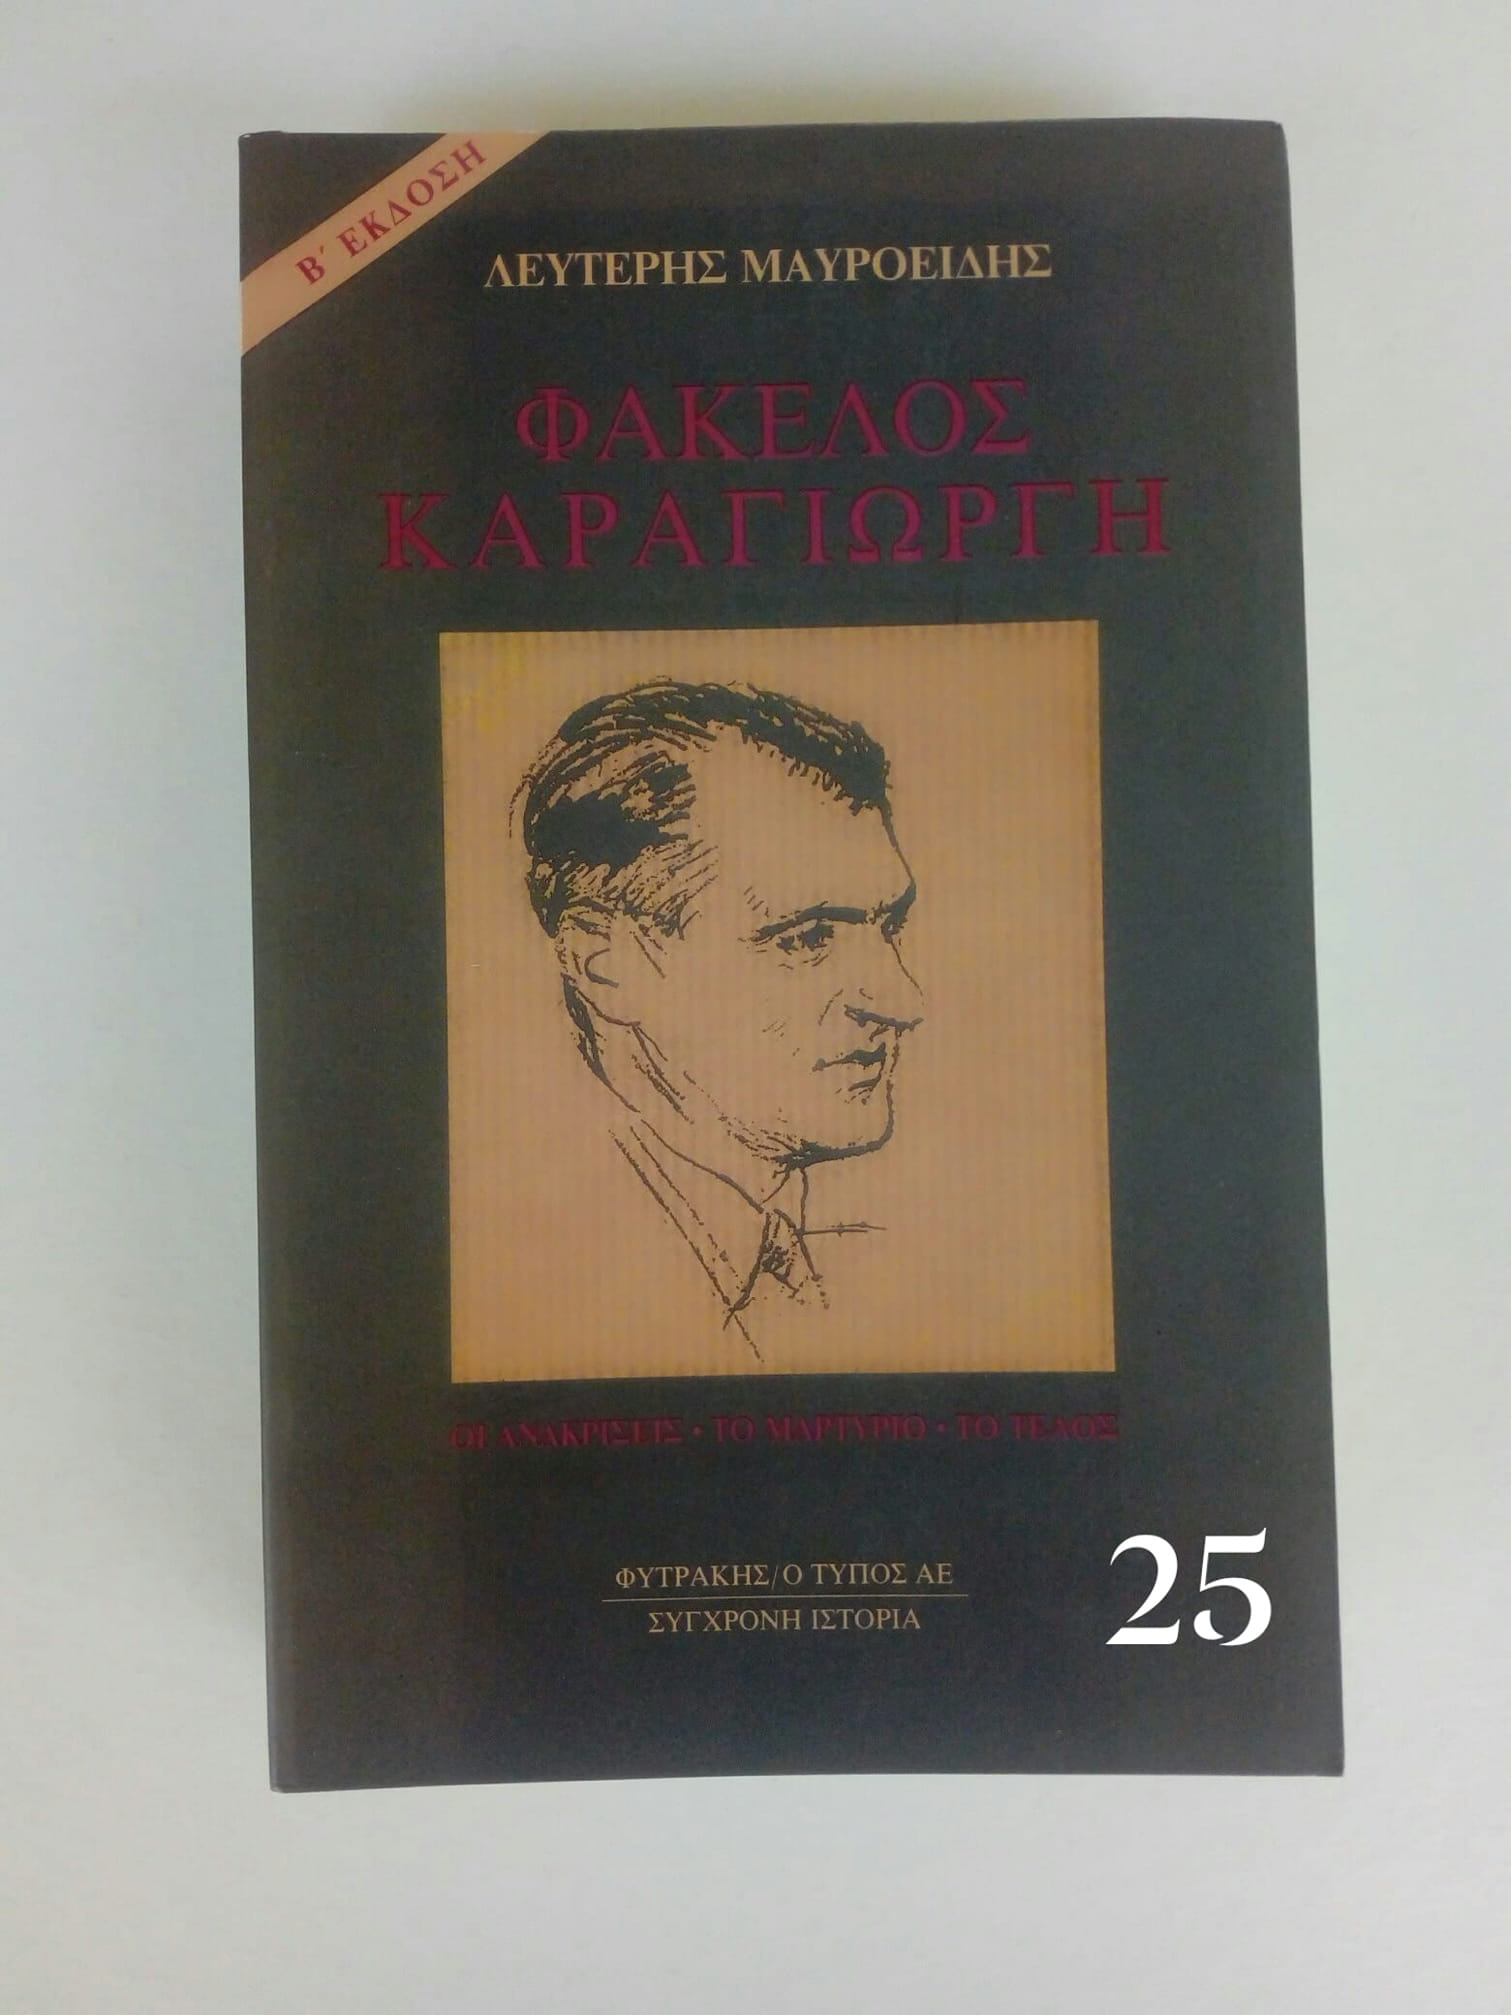 Β΄ ΕΚΔΟΣΗ
ΛΕΥΤΕΡΗΣ ΜΑΥΡΟΕΙΔΗΣ
ΦΑΚΕΛΟΣ
ΚΑΡΑΓΙΩΡΓΗ
ΟΙ ΑΝΑΚΡΙΣΕΙΣ • ΤΟ ΜΑΡΤΥΡΙΟ • ΤΟ ΤΕΛΟΣ
ΦΥΤΡΑΚΗΣ/Ο ΤΥΠΟΣ ΑΕ
ΣΥΓΧΡΟΝΗ ΙΣΤΟΡΙΑ
25